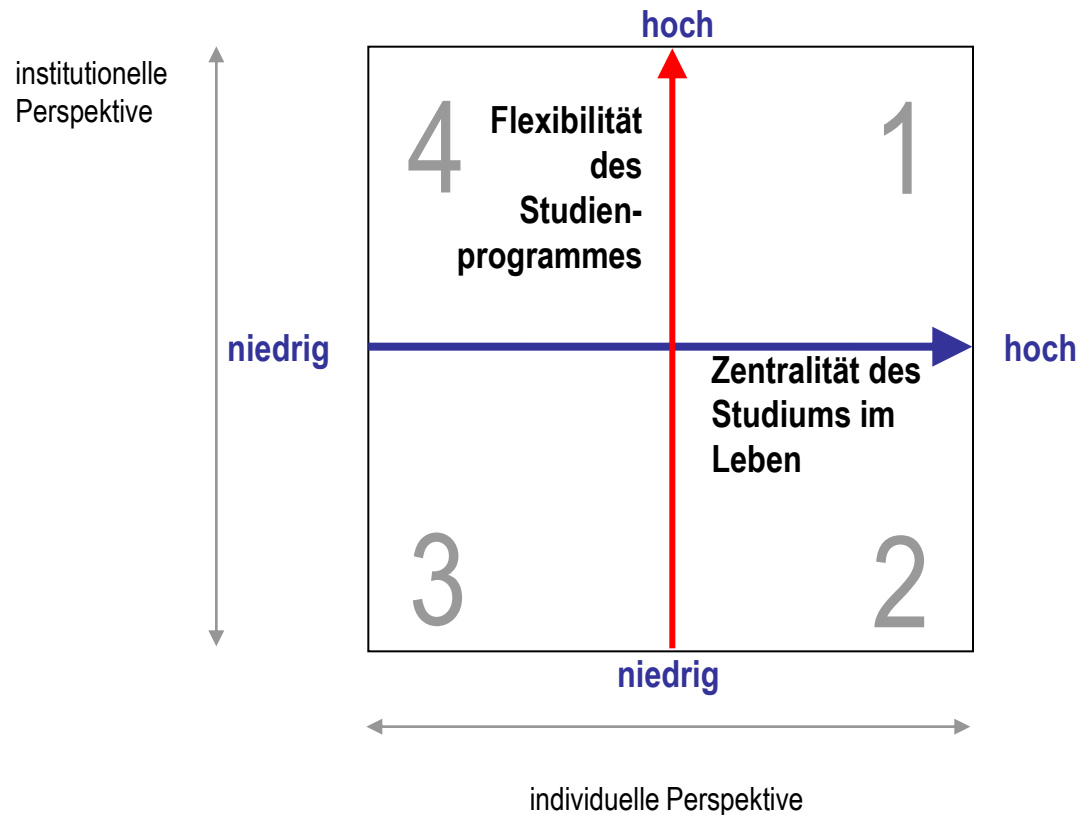 hoch
institutionelle
Perspektive
4
Flexibilität
des
Studien-
programmes
1
niedrig
hoch
Zentralität des
Studiums im
Leben
3
2
niedrig
individuelle Perspektive